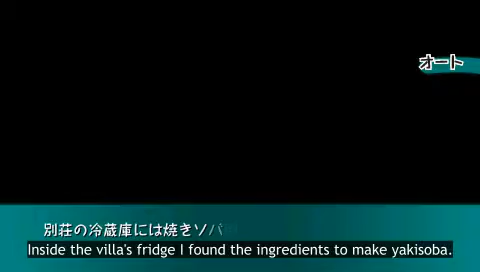 オート
別荘の冷蔵庫には焼きソバ
Inside the villa's fridge I found the ingredients to make yakisoba.